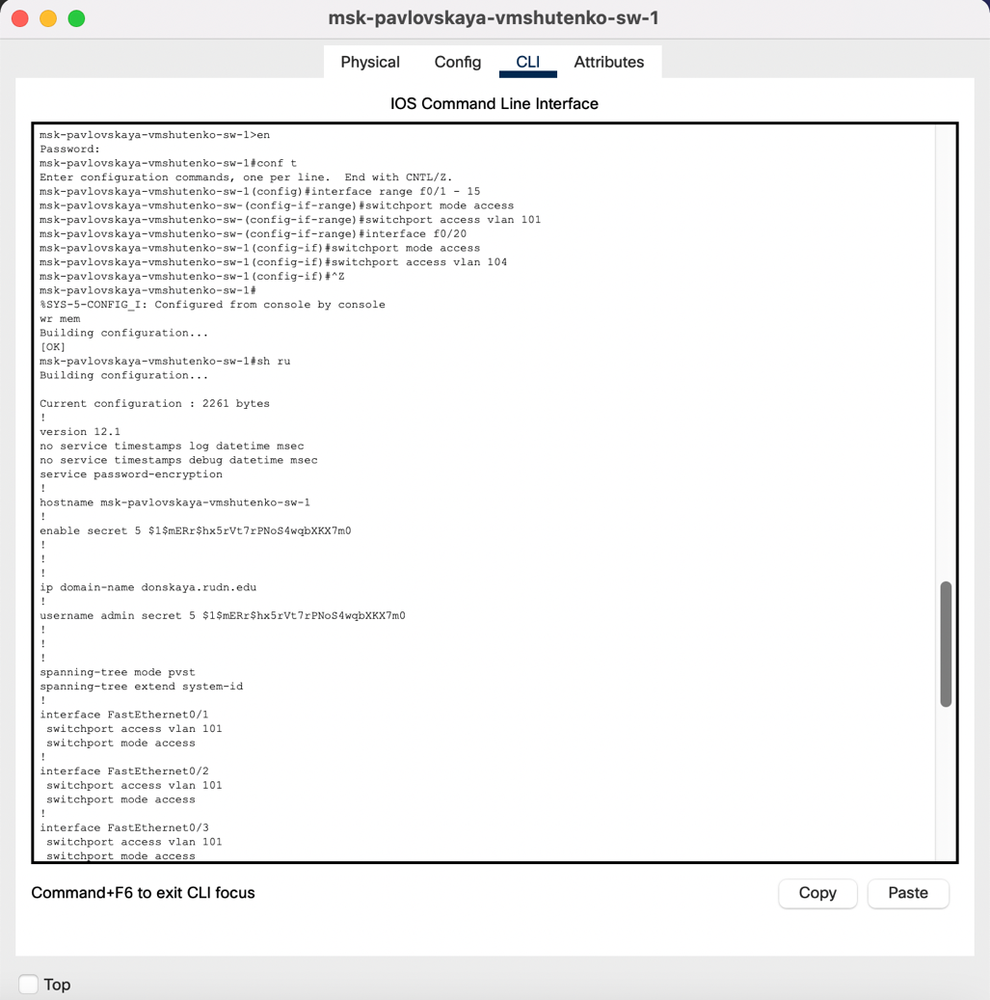 msk-pavlovskaya-vmshutenko-sw-1
Physical Config CLI Attributes
IOS Command Line Interface
msk-pavlovskaya-vmshutenko-sw-1>en
Password:
msk-pavlovskaya-vmshutenko-sw-1#conf t
Enter configuration commands, one per line.  End with CNTL/Z.
msk-pavlovskaya-vmshutenko-sw-1(config)#interface range f0/1 - 15
msk-pavlovskaya-vmshutenko-sw-(config-if-range)#switchport mode access
msk-pavlovskaya-vmshutenko-sw-(config-if-range)#switchport access vlan 101
msk-pavlovskaya-vmshutenko-sw-(config-if-range)#interface f0/20
msk-pavlovskaya-vmshutenko-sw-1(config-if)#switchport mode access
msk-pavlovskaya-vmshutenko-sw-1(config-if)#switchport access vlan 104
msk-pavlovskaya-vmshutenko-sw-1(config-if)#^Z
msk-pavlovskaya-vmshutenko-sw-1#
%SYS-5-CONFIG_I: Configured from console by console
wr mem
Building configuration...
[OK]
msk-pavlovskaya-vmshutenko-sw-1#sh ru
Building configuration...
Current configuration : 2261 bytes
!
version 12.1
no service timestamps log datetime msec
no service timestamps debug datetime msec
service password-encryption
!
hostname msk-pavlovskaya-vmshutenko-sw-1
!
enable secret 5 $1$mERr$hx5rVt7rPNoS4wqbXKX7m0
!
!
!
ip domain-name donskaya.rudn.edu
!
username admin secret 5 $1$mERr$hx5rVt7rPNoS4wqbXKX7m0
!
!
!
spanning-tree mode pvst
spanning-tree extend system-id
!
interface FastEthernet0/1
 switchport access vlan 101
 switchport mode access
!
interface FastEthernet0/2
 switchport access vlan 101
 switchport mode access
!
interface FastEthernet0/3
 switchport access vlan 101
 switchport mode access
Command+F6 to exit CLI focus
Copy Paste
Top